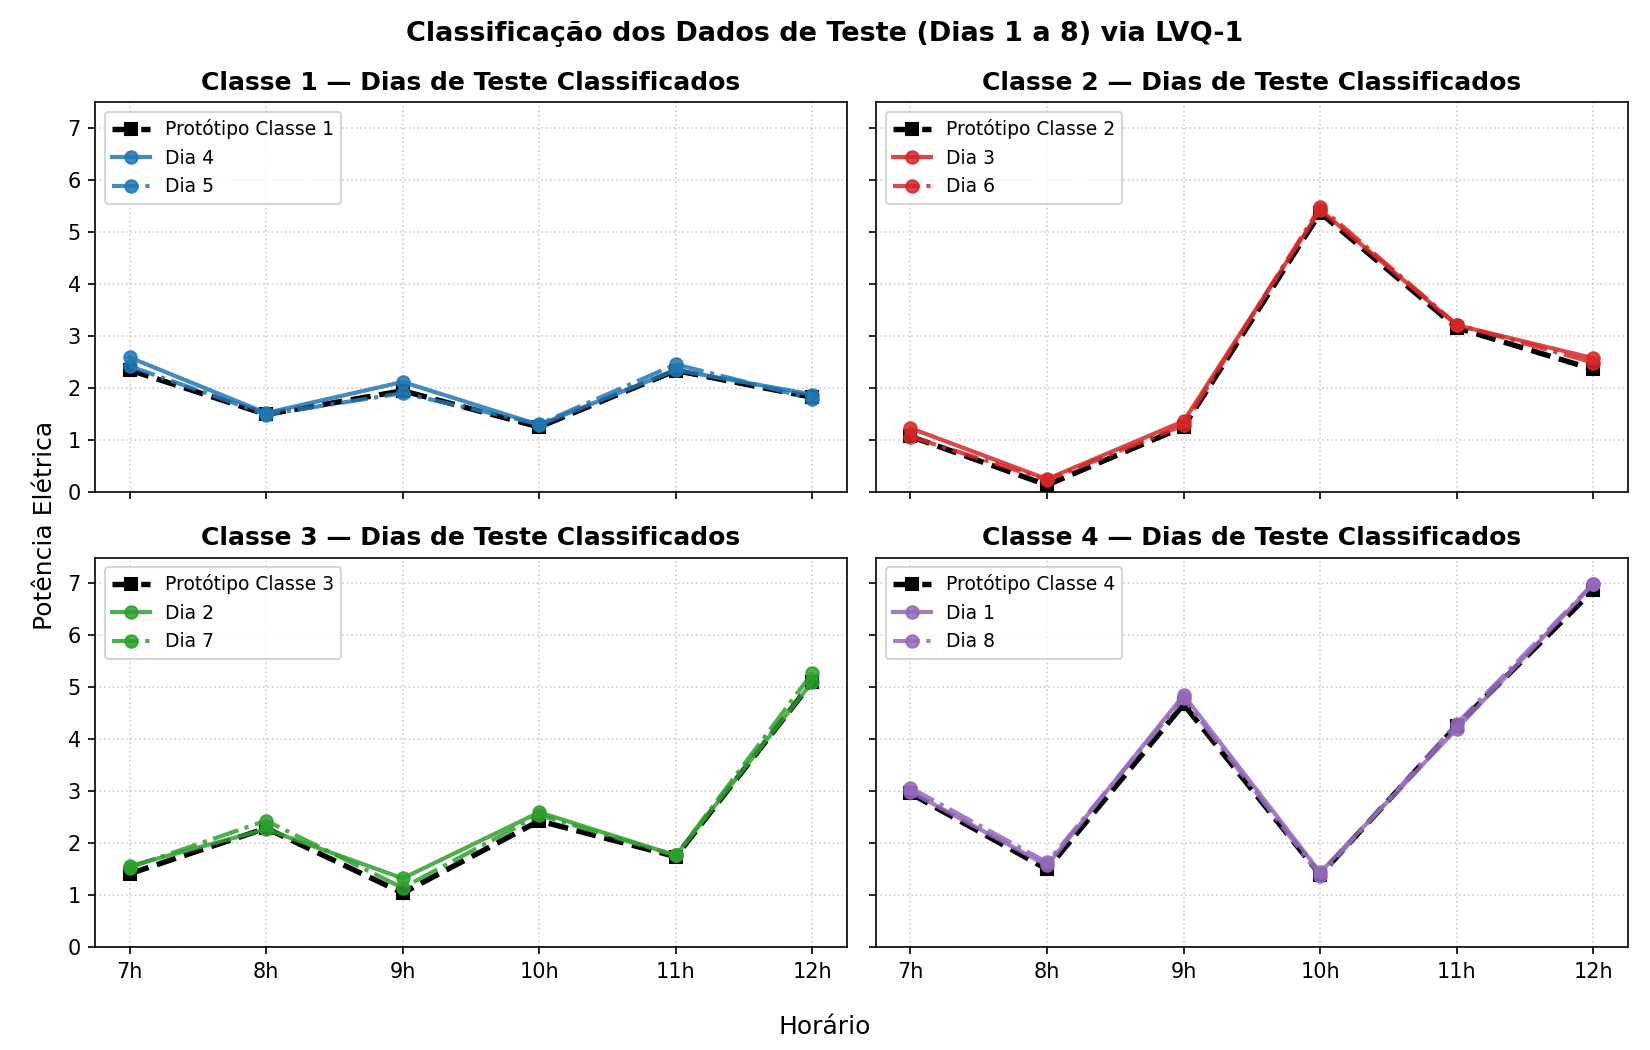 Classificação dos Dados de Teste (Dias 1 a 8) via LVQ-1
Classe 1 — Dias de Teste Classificados
Protótipo Classe 1
Dia 4
Dia 5
7
6
5
4
3
2
1
0
Classe 2 — Dias de Teste Classificados
Protótipo Classe 2
Dia 3
Dia 6
Potência Elétrica
Classe 3 — Dias de Teste Classificados
Protótipo Classe 3
Dia 2
Dia 7
7
6
5
4
3
2
1
0
7h 8h 9h 10h 11h 12h
Classe 4 — Dias de Teste Classificados
Protótipo Classe 4
Dia 1
Dia 8
7h 8h 9h 10h 11h 12h
Horário